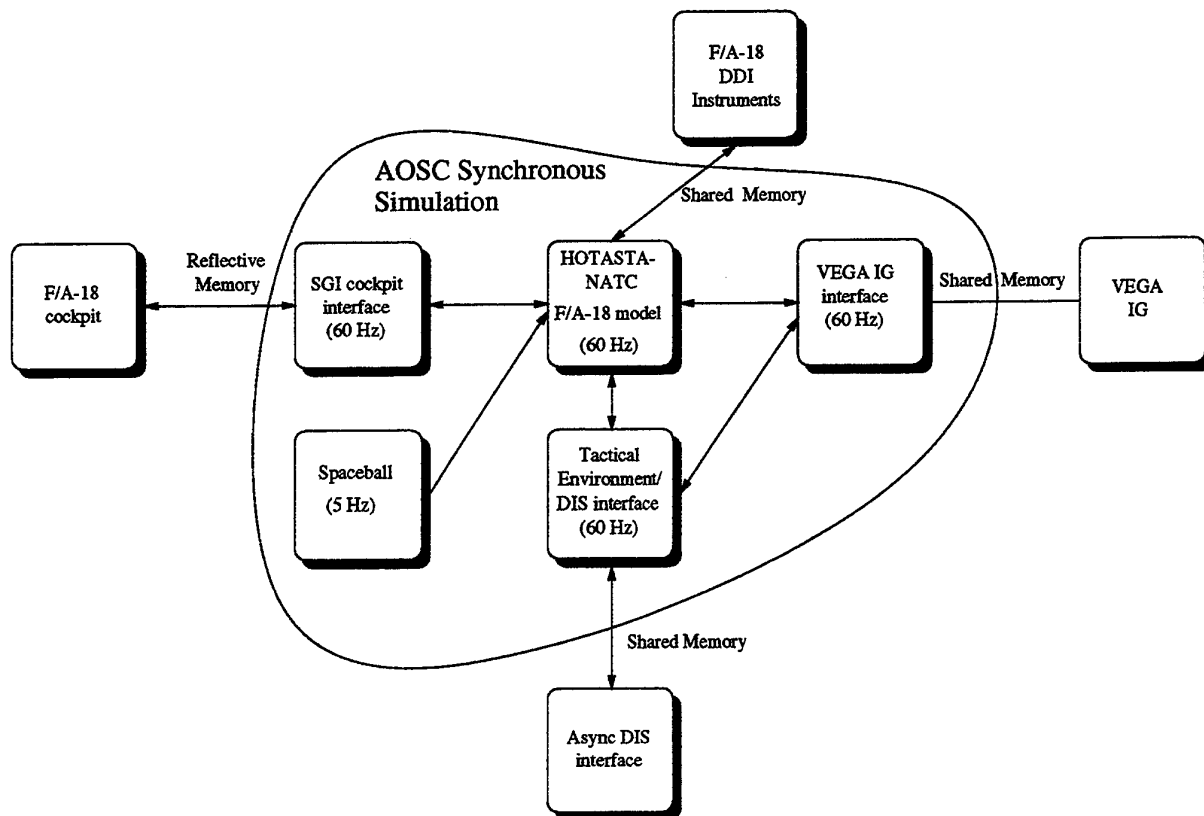 F/A-18
DDI
Instruments
AOSC Synchronous
Simulation
Shared Memory
F/A-18
cockpit
Reflective
Memory
SGI cockpit
interface
(60 Hz)
HOTASTA-
NATC
F/A-18 model
(60 Hz)
VEGA IG
interface
(60 Hz)
Shared Memory
VEGA
IG
Spaceball
(5 Hz)
Tactical
Environment/
DIS interface
(60 Hz)
Shared Memory
Async DIS
interface